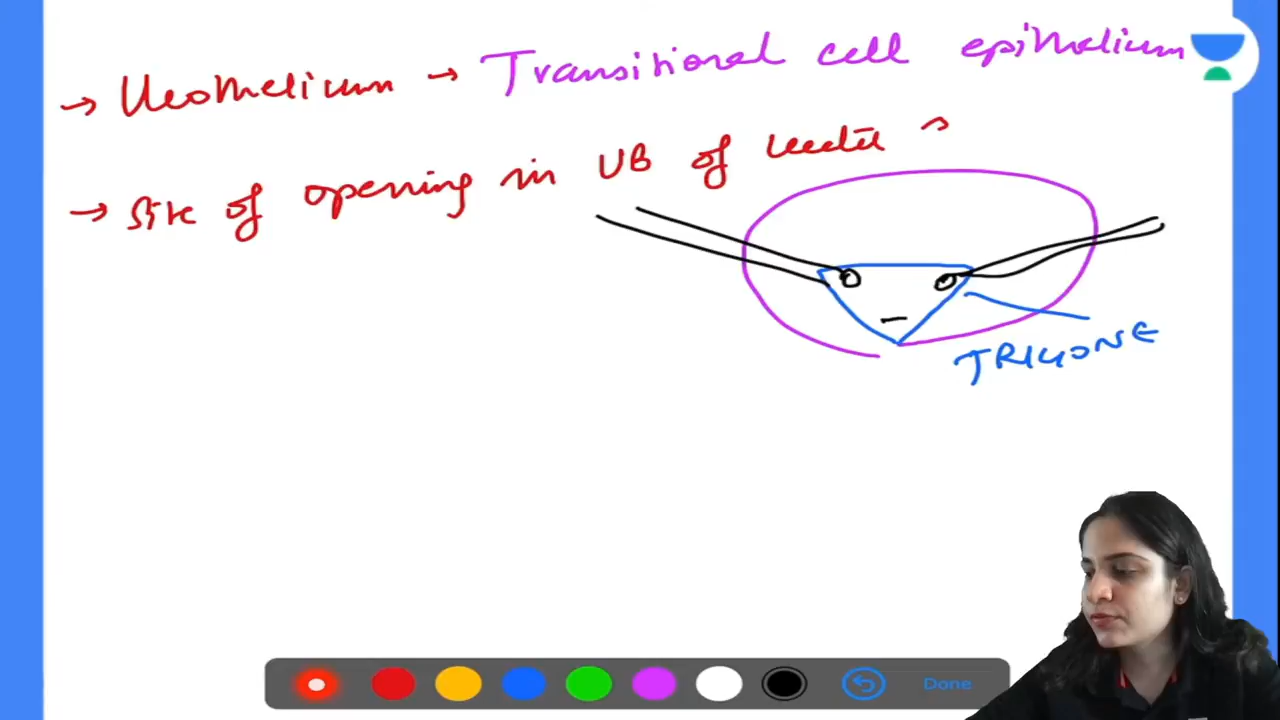 → Urothelium → Transitional cell epithelium
→ Site of opening in UB of ureter
TRIGONE
Done